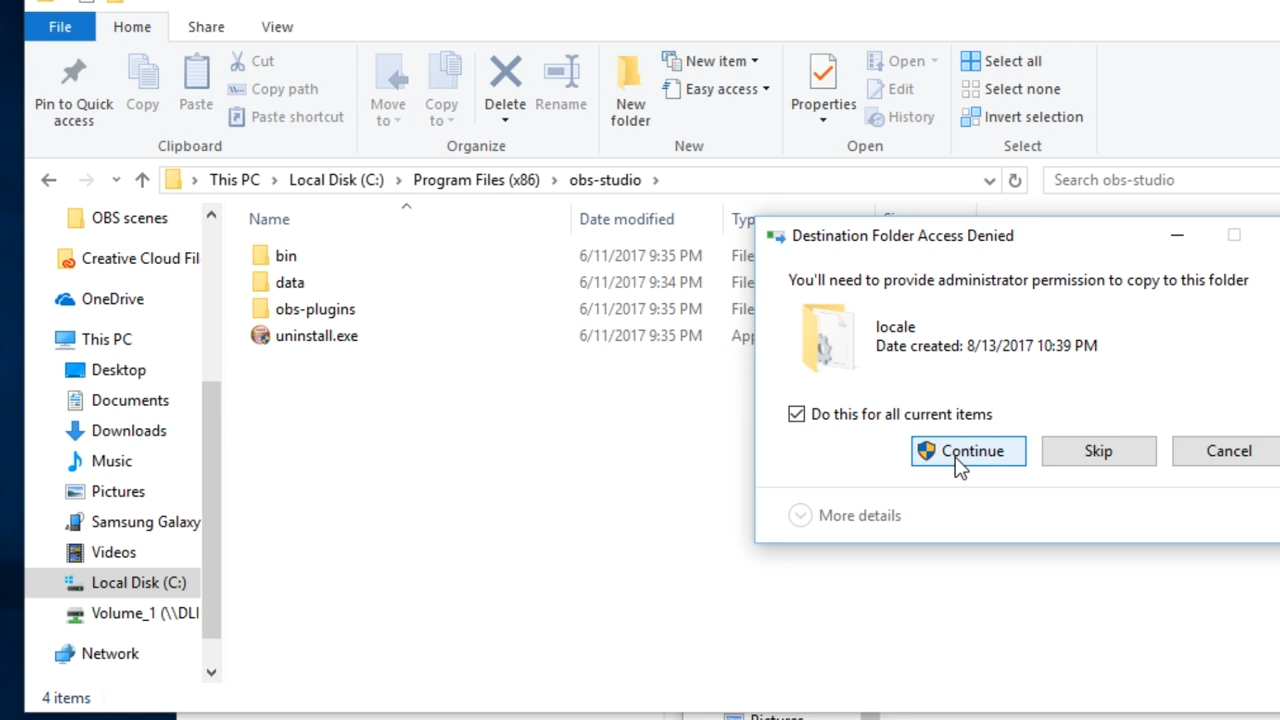 File
Home
Share
View
Pin to Quick
access
Copy
Paste
Cut
Copy path
Paste shortcut
Clipboard
Move
to
Copy
to
Delete
Rename
Organize
New
folder
New item
Easy access
New
Properties
Open
Edit
History
Open
Select all
Select none
Invert selection
Select
This PC
Local Disk (C:)
Program Files (x86)
obs-studio
Search obs-studio
OBS scenes
Creative Cloud Fil
OneDrive
This PC
Desktop
Documents
Downloads
Music
Pictures
Samsung Galaxy
Videos
Local Disk (C:)
Volume_1 (\\DLI
Network
Name
Date modified
Typ
bin
6/11/2017 9:35 PM
File
data
6/11/2017 9:34 PM
File
obs-plugins
6/11/2017 9:35 PM
File
uninstall.exe
6/11/2017 9:35 PM
App
Destination Folder Access Denied
You'll need to provide administrator permission to copy to this folder
locale
Date created: 8/13/2017 10:39 PM
Do this for all current items
Continue
Skip
Cancel
More details
4 items
Pictures